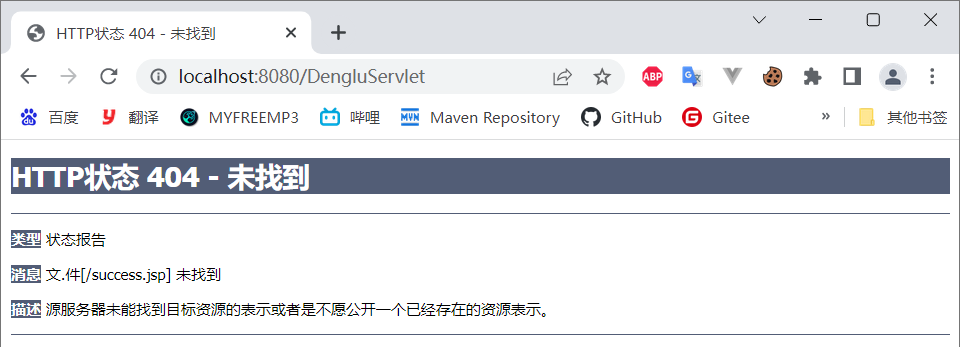 HTTP状态 404 - 未找到
localhost:8080/DengluServlet
ABP
百度
翻译
MYFREEMP3
哔哩
Maven Repository
GitHub
Gitee
»
其他书签
HTTP状态 404 - 未找到
类型 状态报告
消息 文.件[/success.jsp] 未找到
描述 源服务器未能找到目标资源的表示或者是不愿公开一个已经存在的资源表示。